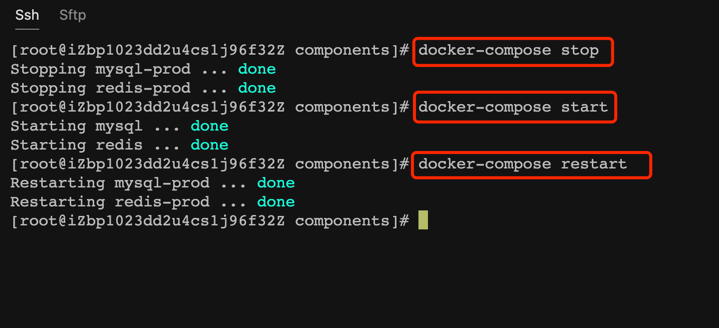 Ssh Sftp
[root@iZbp1023dd2u4cs1j96f32Z components]# docker-compose stop
Stopping mysql-prod ... done
Stopping redis-prod ... done
[root@iZbp1023dd2u4cs1j96f32Z components]# docker-compose start
Starting mysql ... done
Starting redis ... done
[root@iZbp1023dd2u4cs1j96f32Z components]# docker-compose restart
Restarting mysql-prod ... done
Restarting redis-prod ... done
[root@iZbp1023dd2u4cs1j96f32Z components]#